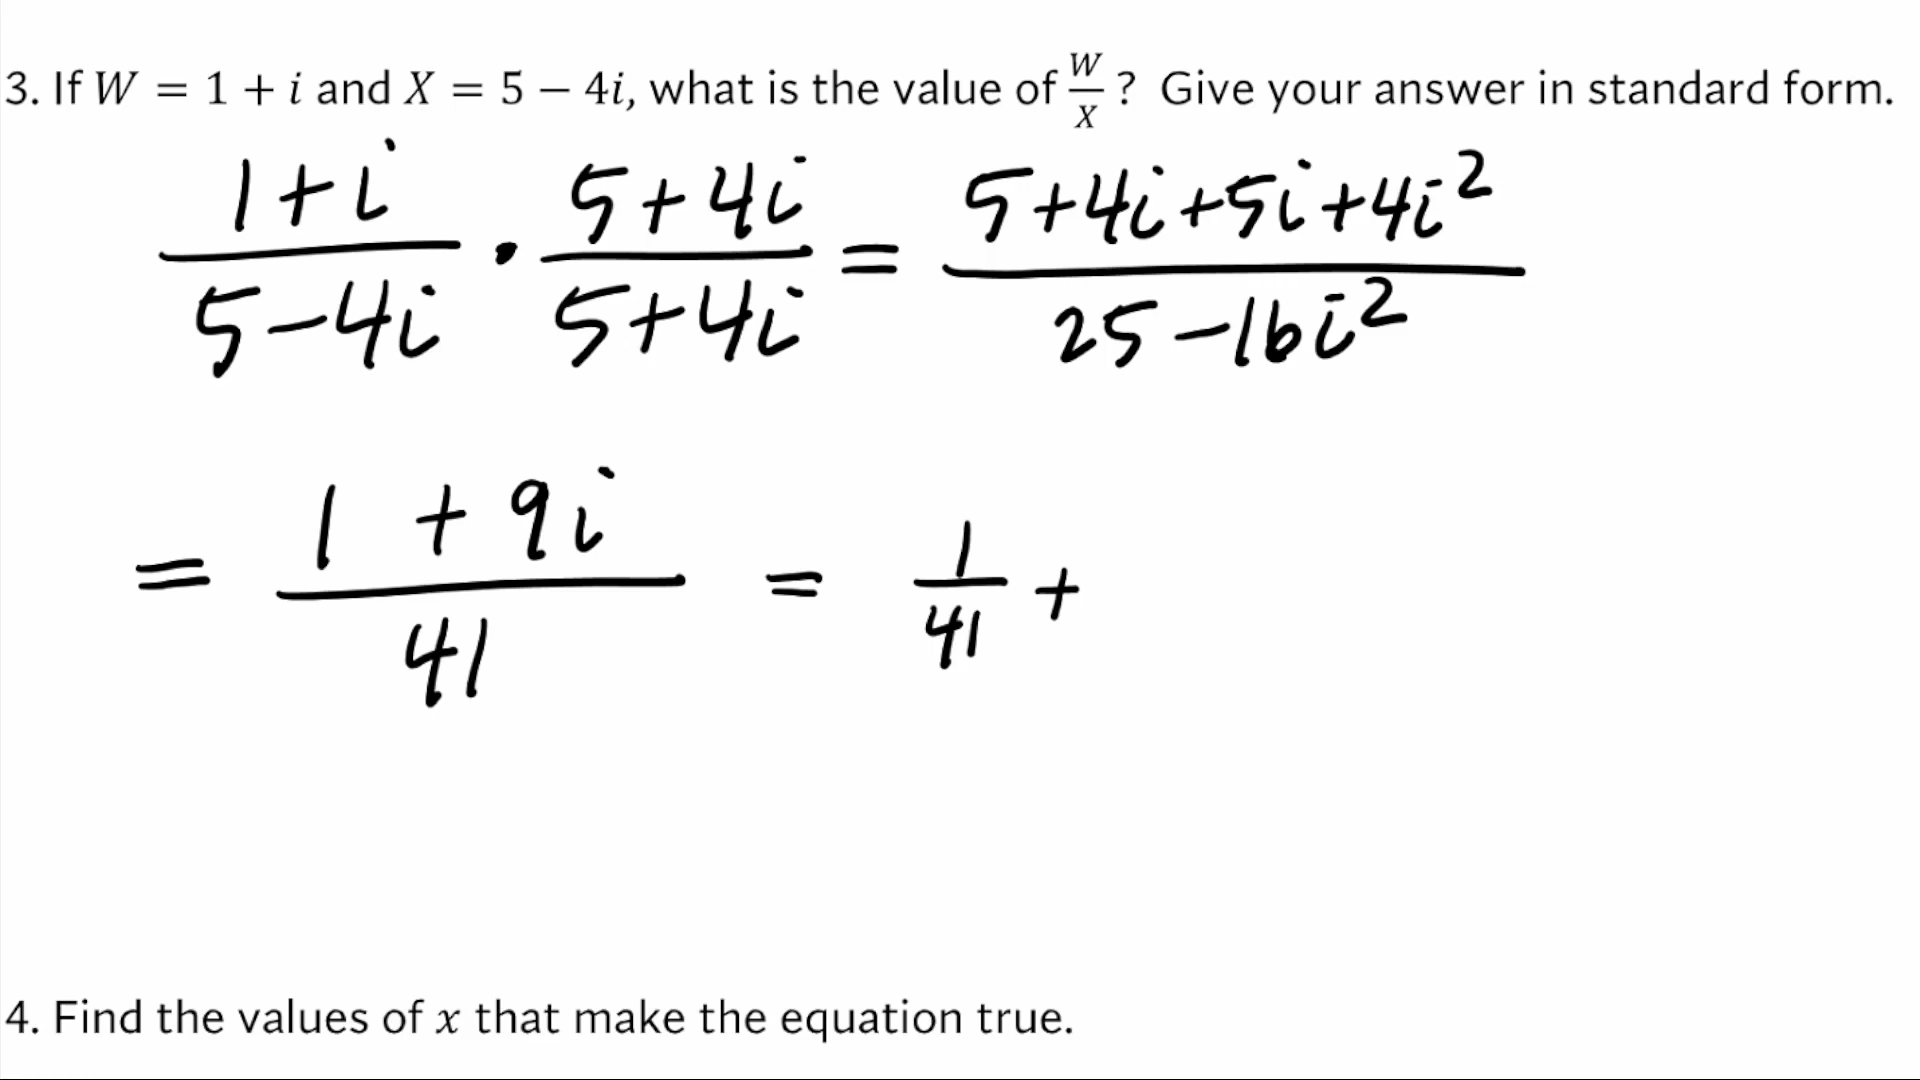 3. If W = 1 + i and X = 5 − 4i, what is the value of W/X ? Give your answer in standard form.
(1+i)/(5−4i) · (5+4i)/(5+4i) = (5+4i+5i+4i²)/(25−16i²)
= (1+9i)/41 = 1/41 +
4. Find the values of x that make the equation true.